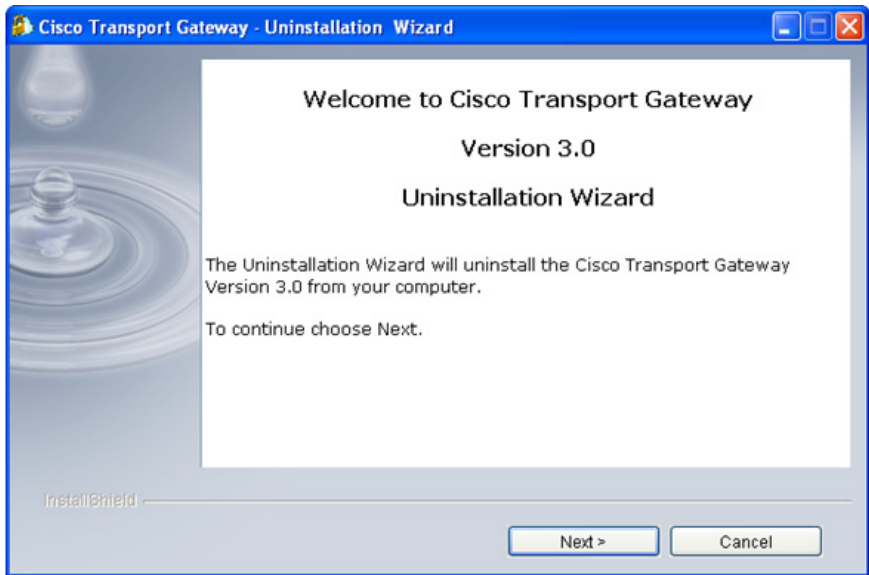 Cisco Transport Gateway - Uninstallation Wizard
Welcome to Cisco Transport Gateway
Version 3.0
Uninstallation Wizard
The Uninstallation Wizard will uninstall the Cisco Transport Gateway
Version 3.0 from your computer.
To continue choose Next.
InstallShield
Next >
Cancel